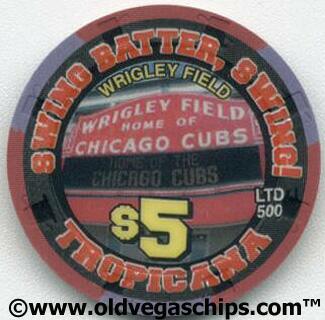 SWING BATTER, SWING!
WRIGLEY FIELD
WRIGLEY FIELD
HOME OF
CHICAGO CUBS
HOME OF THE
CHICAGO CUBS
$5
LTD
500
TROPICANA
©www.oldvegaschips.com™